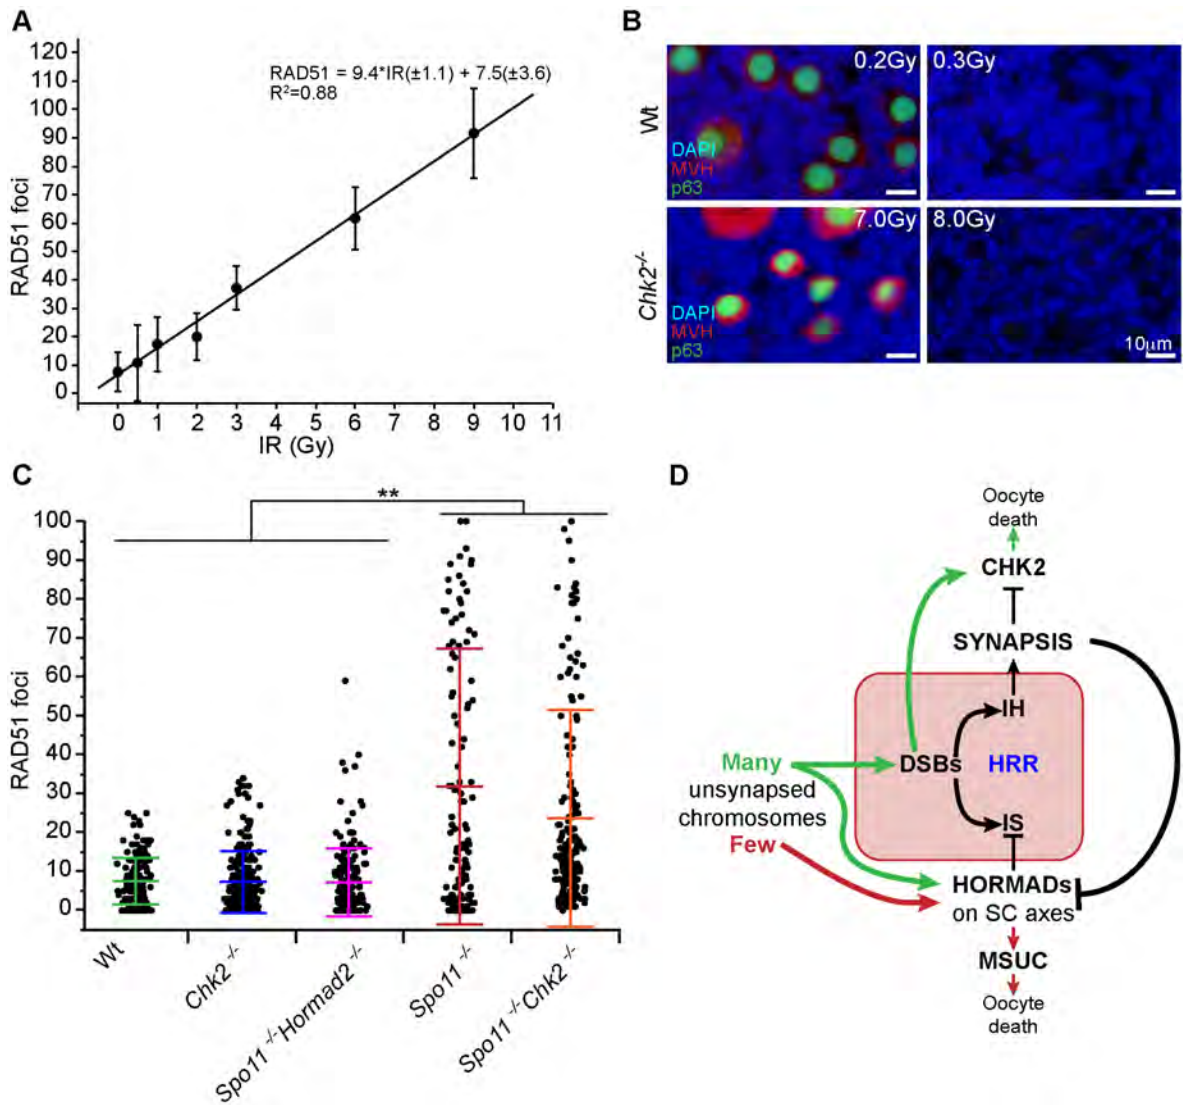 A
RAD51 foci
120
110
100
90
80
70
60
50
40
30
20
10
0
RAD51 = 9.4*IR(±1.1) + 7.5(±3.6)
R²=0.88
0 1 2 3 4 5 6 7 8 9 10 11
IR (Gy)
B
Wt
0.2Gy
DAPI
MVH
p63
0.3Gy
Chk2-/-
7.0Gy
DAPI
MVH
p63
8.0Gy
10µm
C
**
RAD51 foci
100
90
80
70
60
50
40
30
20
10
0
Wt
Chk2 -/-
Spo11 -/- Hormad2 -/-
Spo11 -/-
Spo11 -/- Chk2 -/-
D
Oocyte
death
CHK2
SYNAPSIS
IH
Many
DSBs
HRR
unsynapsed
chromosomes
IS
Few
HORMADs
on SC axes
MSUC
Oocyte
death